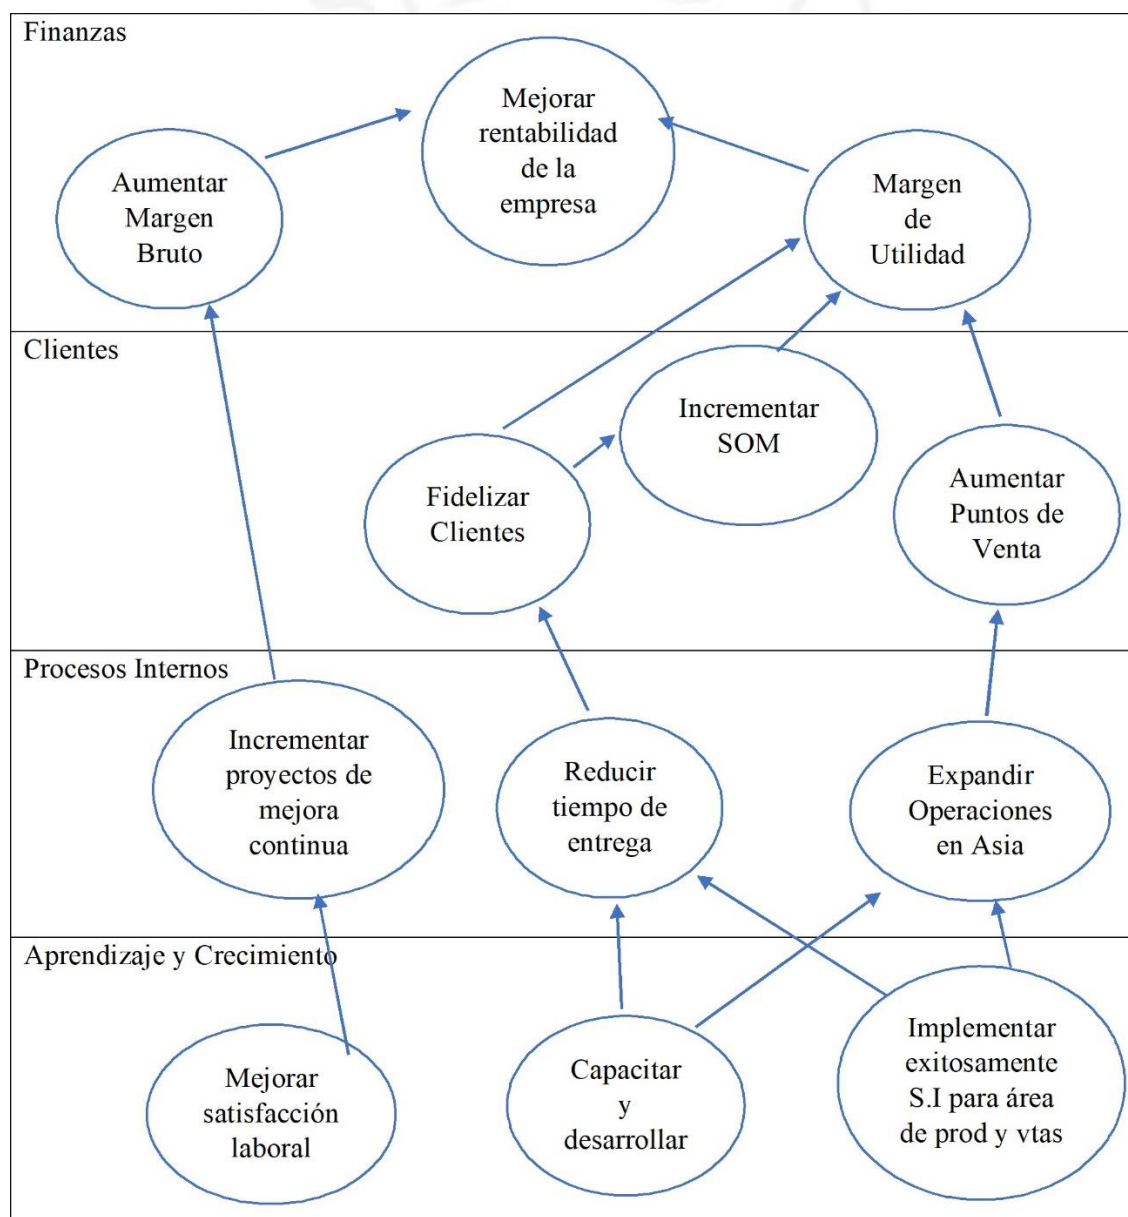 Finanzas
Mejorar
rentabilidad
de la
empresa
Aumentar
Margen
Bruto
Margen
de
Utilidad
Clientes
Incrementar
SOM
Fidelizar
Clientes
Aumentar
Puntos de
Venta
Procesos Internos
Incrementar
proyectos de
mejora
continua
Reducir
tiempo de
entrega
Expandir
Operaciones
en Asia
Aprendizaje y Crecimiento
Mejorar
satisfacción
laboral
Capacitar
y
desarrollar
Implementar
exitosamente
S.I para área
de prod y vtas